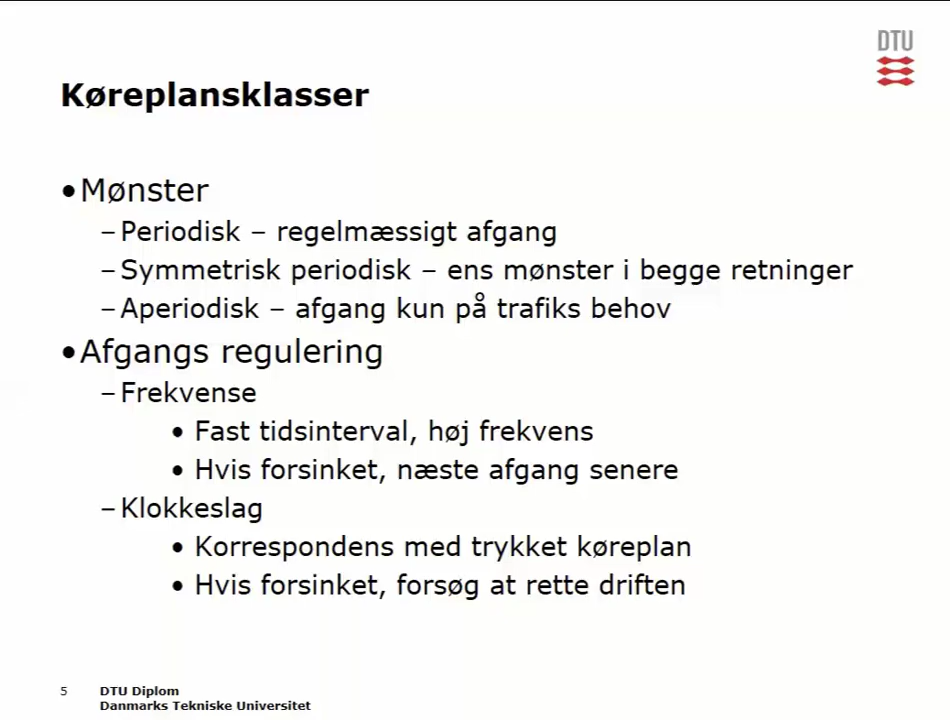 DTU
Køreplansklasser
•Mønster
–Periodisk – regelmæssigt afgang
–Symmetrisk periodisk – ens mønster i begge retninger
–Aperiodisk – afgang kun på trafiks behov
•Afgangs regulering
–Frekvense
• Fast tidsinterval, høj frekvens
• Hvis forsinket, næste afgang senere
–Klokkeslag
• Korrespondens med trykket køreplan
• Hvis forsinket, forsøg at rette driften
5 DTU Diplom
Danmarks Tekniske Universitet